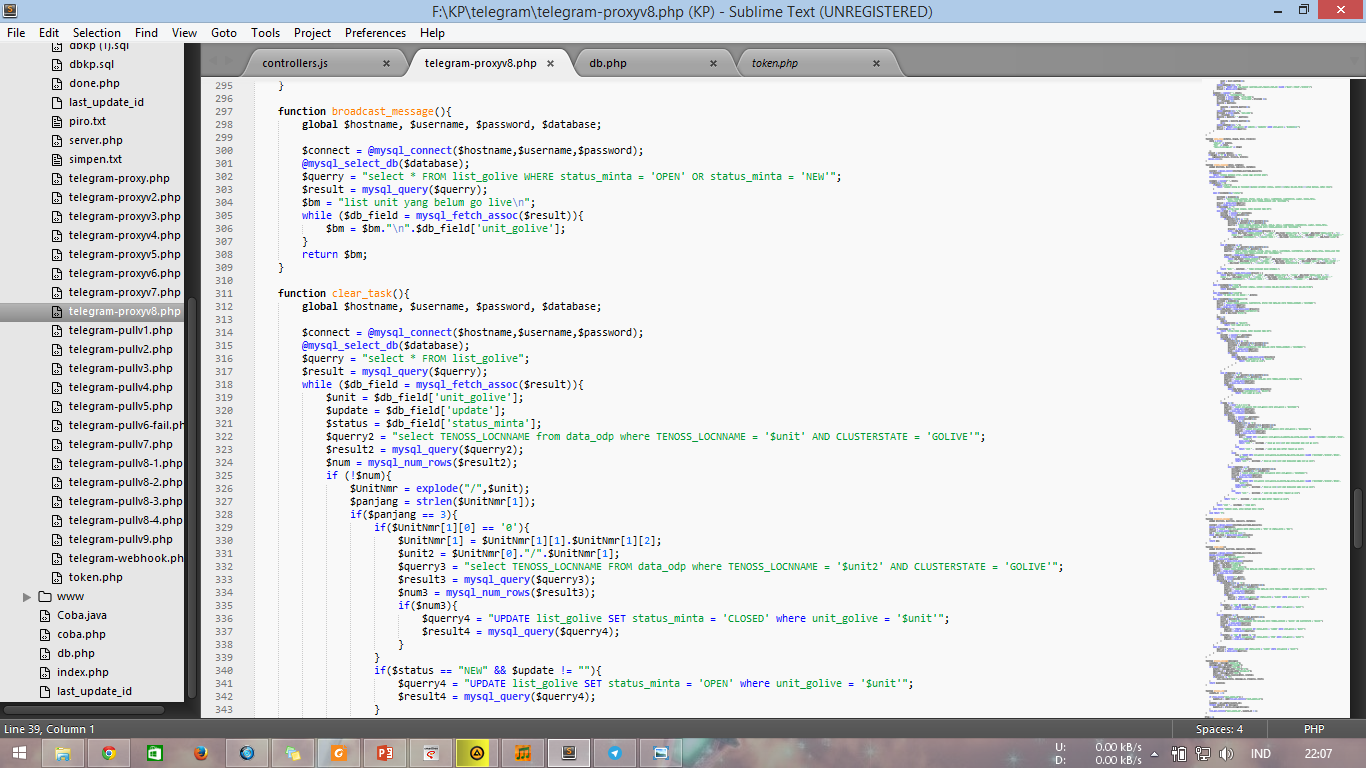 F:\KP\telegram\telegram-proxyv8.php (KP) - Sublime Text (UNREGISTERED)
File Edit Selection Find View Goto Tools Project Preferences Help
dbkp (1).sql
dbkp.sql
done.php
last_update_id
piro.txt
server.php
simpen.txt
telegram-proxy.php
telegram-proxyv2.php
telegram-proxyv3.php
telegram-proxyv4.php
telegram-proxyv5.php
telegram-proxyv6.php
telegram-proxyv7.php
telegram-proxyv8.php
telegram-pullv1.php
telegram-pullv2.php
telegram-pullv3.php
telegram-pullv4.php
telegram-pullv5.php
telegram-pullv6-fail.ph
telegram-pullv7.php
telegram-pullv8-1.php
telegram-pullv8-2.php
telegram-pullv8-3.php
telegram-pullv8-4.php
telegram-pullv9.php
telegram-webhook.ph
token.php
www
Coba.java
coba.php
db.php
index.php
last_update_id
controllers.js telegram-proxyv8.php db.php token.php
295 }
296
297 function broadcast_message(){
298 global $hostname, $username, $password, $database;
299
300 $connect = @mysql_connect($hostname,$username,$password);
301 @mysql_select_db($database);
302 $querry = "select * FROM list_golive WHERE status_minta = 'OPEN' OR status_minta = 'NEW'";
303 $result = mysql_query($querry);
304 $bm = "list unit yang belum go live\n";
305 while ($db_field = mysql_fetch_assoc($result)){
306 $bm = $bm."\n".$db_field['unit_golive'];
307 }
308 return $bm;
309 }
310
311 function clear_task(){
312 global $hostname, $username, $password, $database;
313
314 $connect = @mysql_connect($hostname,$username,$password);
315 @mysql_select_db($database);
316 $querry = "select * FROM list_golive";
317 $result = mysql_query($querry);
318 while ($db_field = mysql_fetch_assoc($result)){
319 $unit = $db_field['unit_golive'];
320 $update = $db_field['update'];
321 $status = $db_field['status_minta'];
322 $querry2 = "select TENOSS_LOCNNAME from data_odp where TENOSS_LOCNNAME = '$unit' AND CLUSTERSTATE = 'GOLIVE'";
323 $result2 = mysql_query($querry2);
324 $num = mysql_num_rows($result2);
325 if (!$num){
326 $UnitNmr = explode("/",$unit);
327 $panjang = strlen($UnitNmr[1]);
328 if($panjang == 3){
329 if($UnitNmr[1][0] == '0'){
330 $UnitNmr[1] = $UnitNmr[1][1].$UnitNmr[1][2];
331 $unit2 = $UnitNmr[0]."/".$UnitNmr[1];
332 $querry3 = "select TENOSS_LOCNNAME FROM data_odp where TENOSS_LOCNNAME = '$unit2' AND CLUSTERSTATE = 'GOLIVE'";
333 $result3 = mysql_query($querry3);
334 $num3 = mysql_num_rows($result3);
335 if($num3){
336 $querry4 = "UPDATE list_golive SET status_minta = 'CLOSED' where unit_golive = '$unit'";
337 $result4 = mysql_query($querry4);
338 }
339 }
340 if($status == "NEW" && $update != ""){
341 $querry4 = "UPDATE list_golive SET status_minta = 'OPEN' where unit_golive = '$unit'";
342 $result4 = mysql_query($querry4);
343 }
Line 39, Column 1 Spaces: 4 PHP
U: 0.00 kB/s
D: 0.00 kB/s
IND 22:07